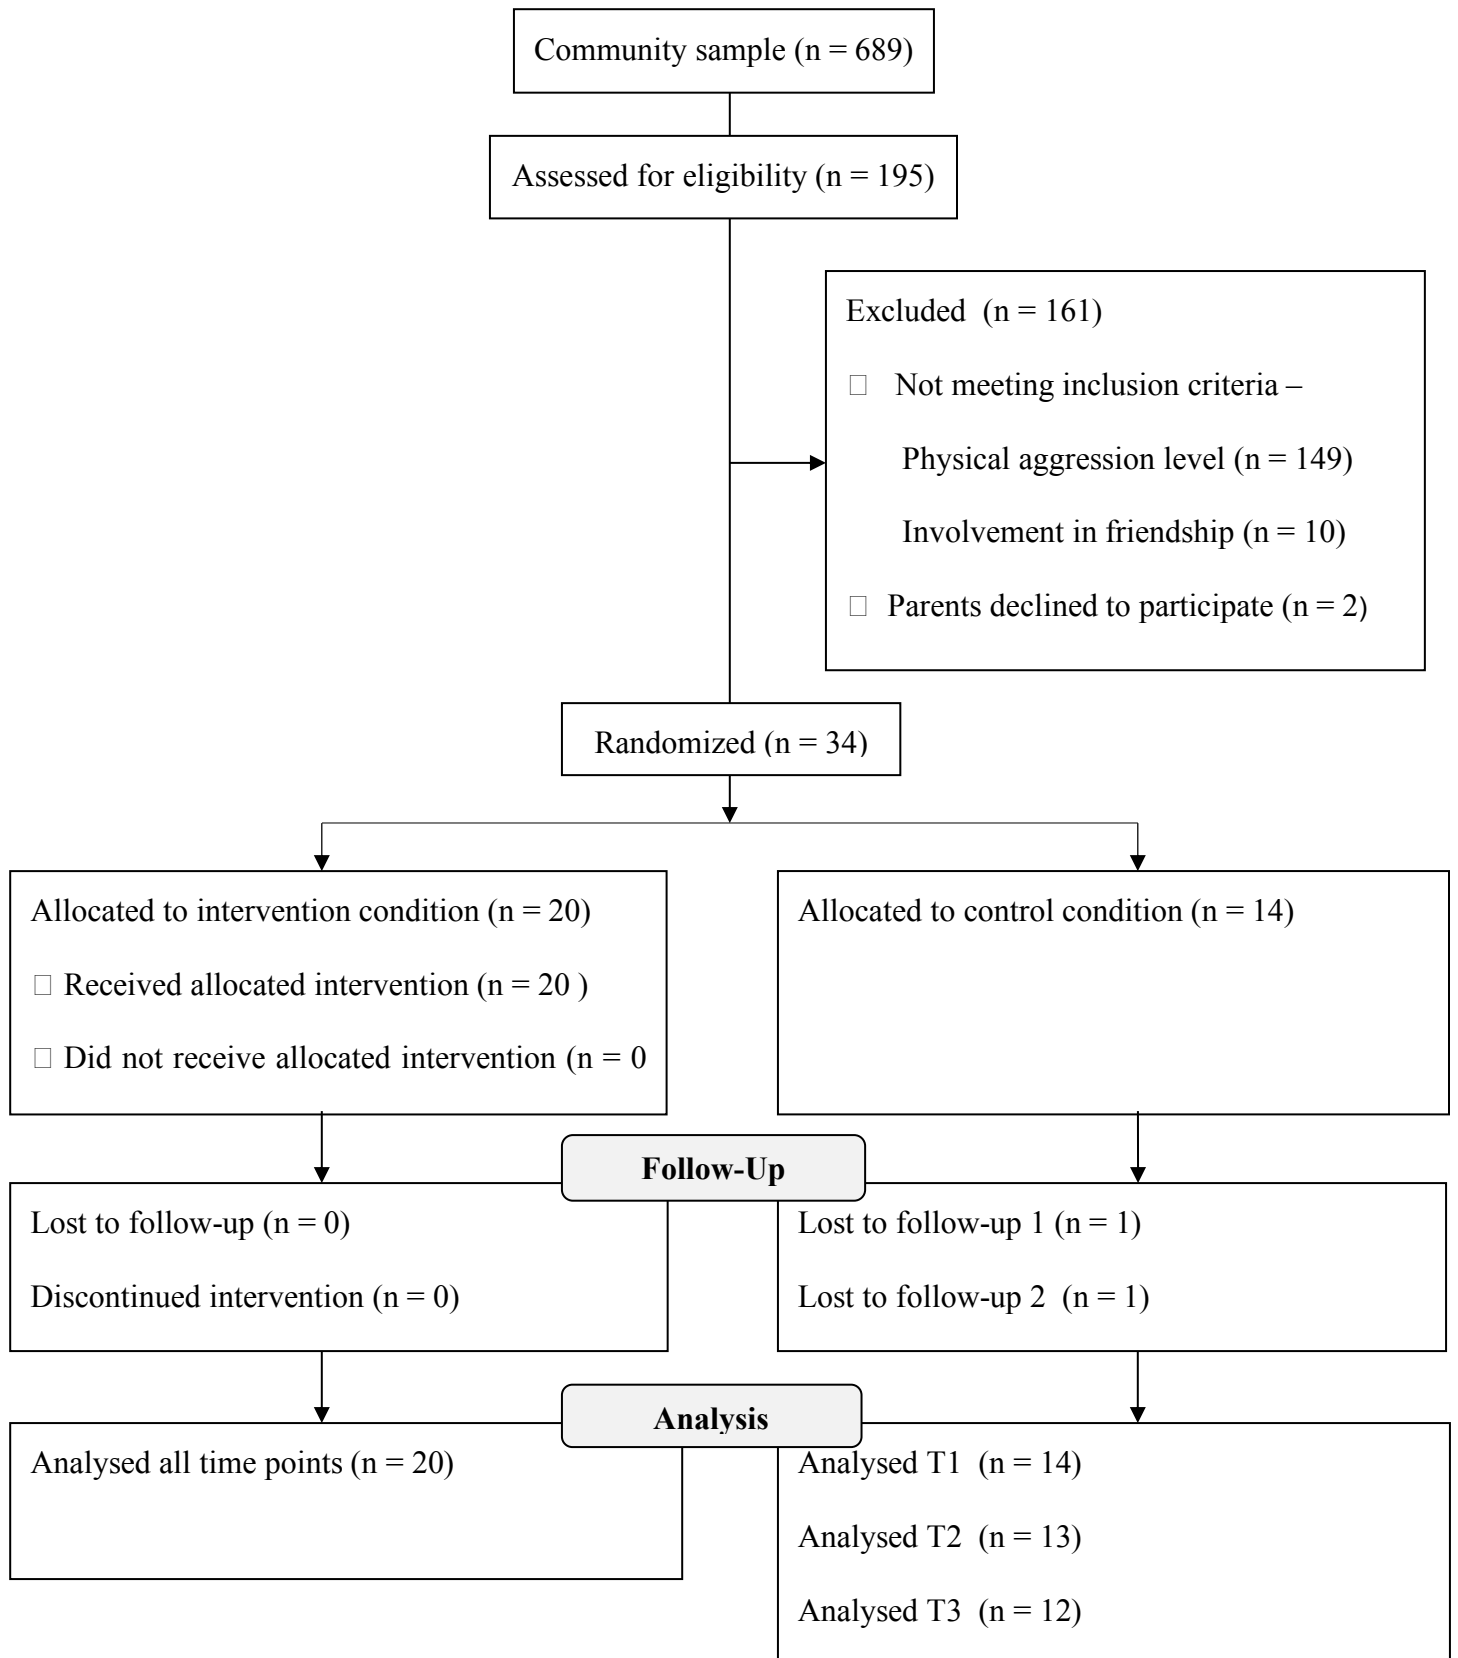 Community sample (n = 689)
Assessed for eligibility (n = 195)
Excluded  (n = 161)
□ Not meeting inclusion criteria –
Physical aggression level (n = 149)
Involvement in friendship (n = 10)
□ Parents declined to participate (n = 2)
Randomized (n = 34)
Allocated to intervention condition (n = 20)
□ Received allocated intervention (n = 20 )
□ Did not receive allocated intervention (n = 0
Allocated to control condition (n = 14)
Follow-Up
Lost to follow-up (n = 0)
Discontinued intervention (n = 0)
Lost to follow-up 1 (n = 1)
Lost to follow-up 2  (n = 1)
Analysis
Analysed all time points (n = 20)
Analysed T1  (n = 14)
Analysed T2  (n = 13)
Analysed T3  (n = 12)